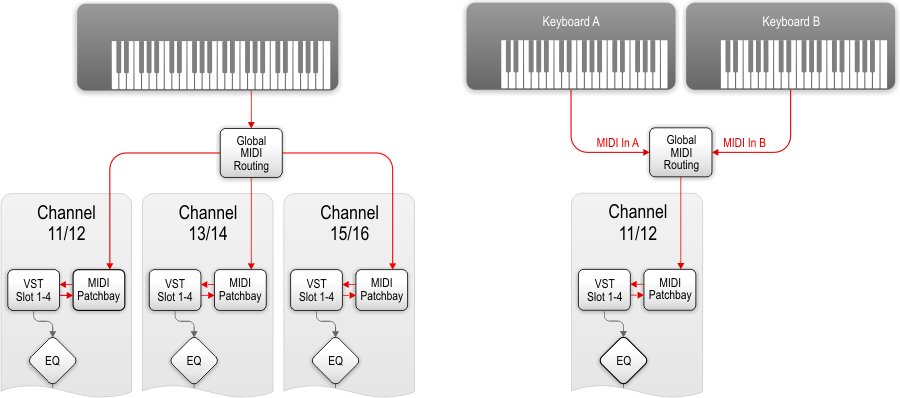 Keyboard A
Keyboard B
Global
MIDI
Routing
MIDI In A
Global
MIDI
Routing
MIDI In B
Channel
11/12
Channel
13/14
Channel
15/16
Channel
11/12
VST
Slot 1-4
MIDI
Patchbay
VST
Slot 1-4
MIDI
Patchbay
VST
Slot 1-4
MIDI
Patchbay
VST
Slot 1-4
MIDI
Patchbay
EQ
EQ
EQ
EQ